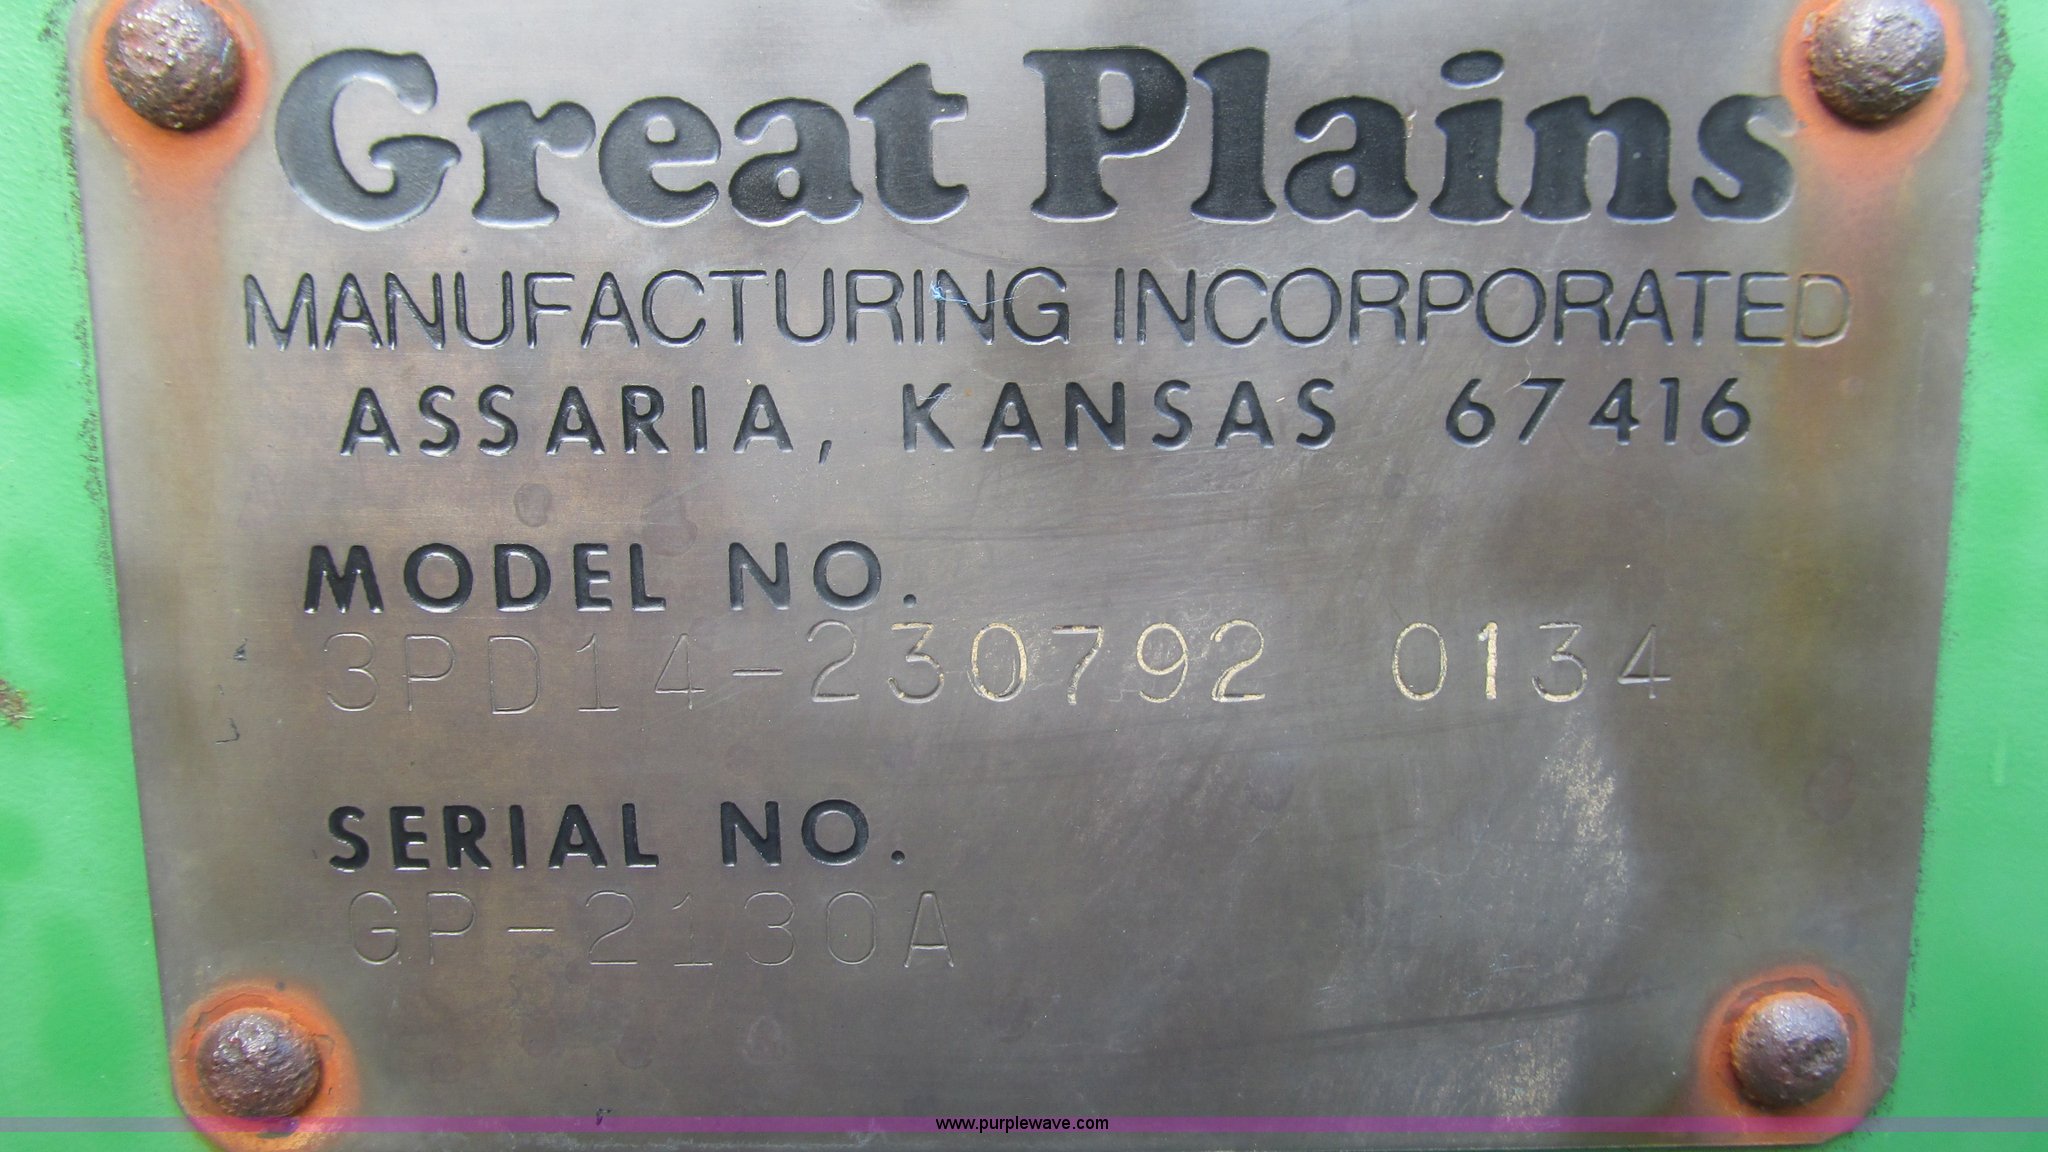 Great Plains
MANUFACTURING INCORPORATED
ASSARIA, KANSAS 67416
MODEL NO.
3PD14-230792 0134
SERIAL NO.
GP-2130A
www.purplewave.com